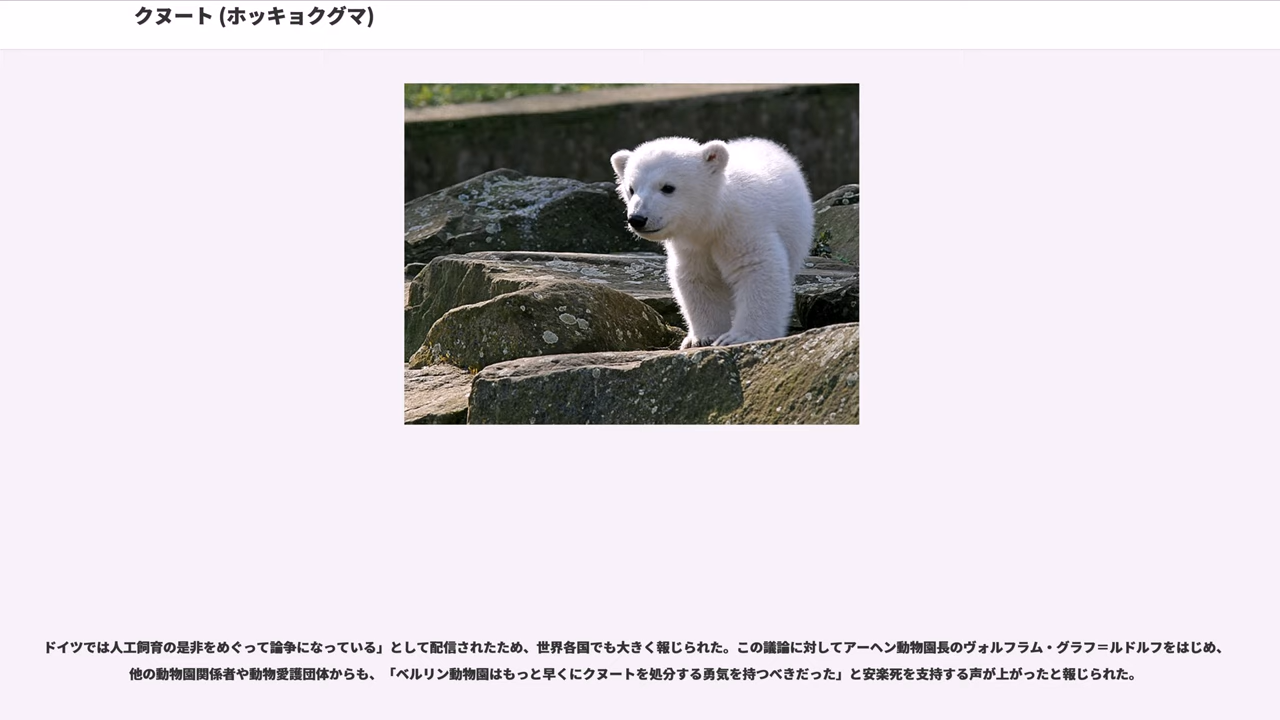 クヌート (ホッキョクグマ)
ドイツでは人工飼育の是非をめぐって論争になっている」として配信されたため、世界各国でも大きく報じられた。この議論に対してアーヘン動物園長のヴォルフラム・グラフ＝ルドルフをはじめ、
他の動物園関係者や動物愛護団体からも、「ベルリン動物園はもっと早くにクヌートを処分する勇気を持つべきだった」と安楽死を支持する声が上がったと報じられた。